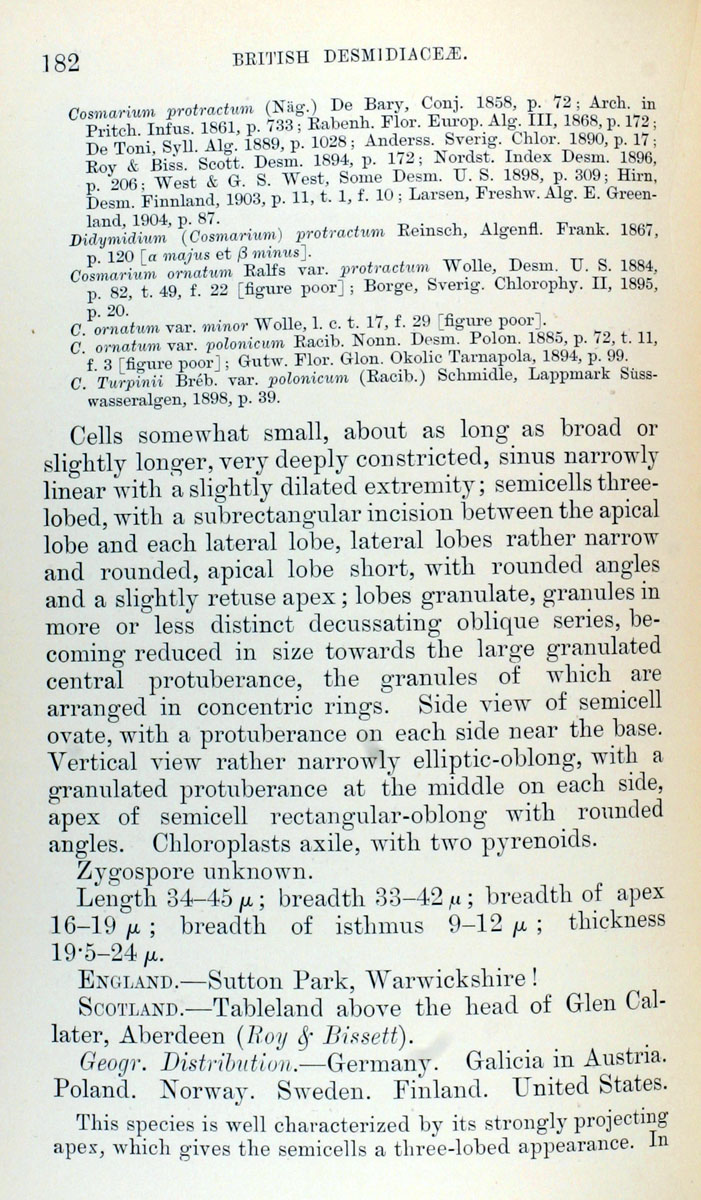 182 BRITISH DESMIDIACEÆ.
Cosmarium protractum (Näg.) De Bary, Conj. 1858, p. 72; Arch. in
Pritch. Infus. 1861, p. 733; Rabenh. Flor. Europ. Alg. III, 1868, p. 172;
De Toni, Syll. Alg. 1889, p. 1028; Anderss. Sverig. Chlor. 1890, p. 17;
Roy & Biss. Scott. Desm. 1894, p. 172; Nordst. Index Desm. 1896,
p. 206; West & G. S. West, Some Desm. U. S. 1898, p. 309; Hirn,
Desm. Finnland, 1903, p. 11, t. 1, f. 10; Larsen, Freshw. Alg. E. Green-
land, 1904, p. 87.
Didymidium (Cosmarium) protractum Reinsch, Algenfl. Frank. 1867,
p. 120 [α majus et β minus].
Cosmarium ornatum Ralfs var. protractum Wolle, Desm. U. S. 1884,
p. 82, t. 49, f. 22 [figure poor]; Borge, Sverig. Chlorophy. II, 1895,
p. 20.
C. ornatum var. minor Wolle, l. c. t. 17, f. 29 [figure poor].
C. ornatum var. polonicum Racib. Nonn. Desm. Polon. 1885, p. 72, t. 11,
f. 3 [figure poor]; Gutw. Flor. Glon. Okolic Tarnapola, 1894, p. 99.
C. Turpinii Bréb. var. polonicum (Racib.) Schmidle, Lappmark Süss-
wasseralgen, 1898, p. 39.
Cells somewhat small, about as long as broad or
slightly longer, very deeply constricted, sinus narrowly
linear with a slightly dilated extremity; semicells three-
lobed, with a subrectangular incision between the apical
lobe and each lateral lobe, lateral lobes rather narrow
and rounded, apical lobe short, with rounded angles
and a slightly retuse apex; lobes granulate, granules in
more or less distinct decussating oblique series, be-
coming reduced in size towards the large granulated
central protuberance, the granules of which are
arranged in concentric rings. Side view of semicell
ovate, with a protuberance on each side near the base.
Vertical view rather narrowly elliptic-oblong, with a
granulated protuberance at the middle on each side,
apex of semicell rectangular-oblong with rounded
angles. Chloroplasts axile, with two pyrenoids.
Zygospore unknown.
Length 34–45 μ; breadth 33–42 μ; breadth of apex
16–19 μ; breadth of isthmus 9–12 μ; thickness
19·5–24 μ.
ENGLAND.—Sutton Park, Warwickshire!
SCOTLAND.—Tableland above the head of Glen Cal-
later, Aberdeen (Roy & Bissett).
Geogr. Distribution.—Germany. Galicia in Austria.
Poland. Norway. Sweden. Finland. United States.
This species is well characterized by its strongly projecting
apex, which gives the semicells a three-lobed appearance. In